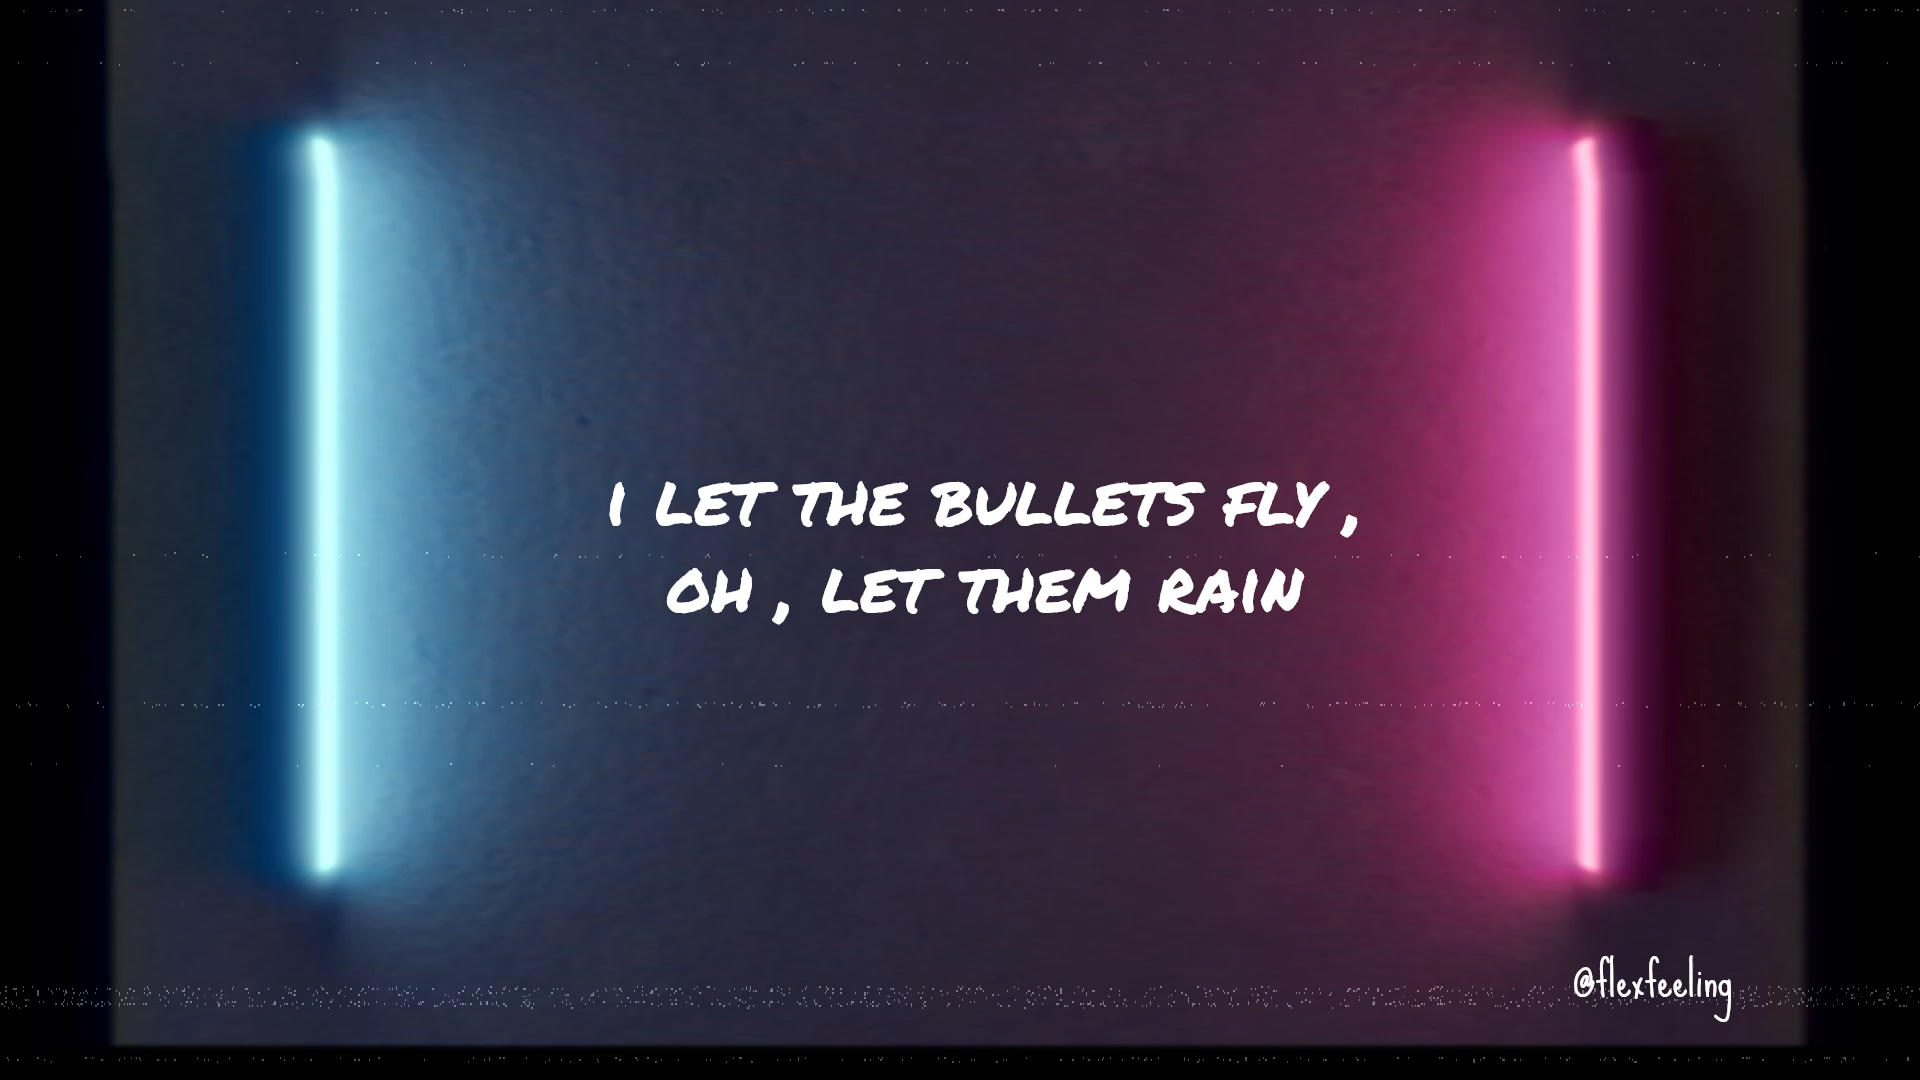 I LET THE BULLETS FLY ,
OH , LET THEM RAIN
@flexfeeling